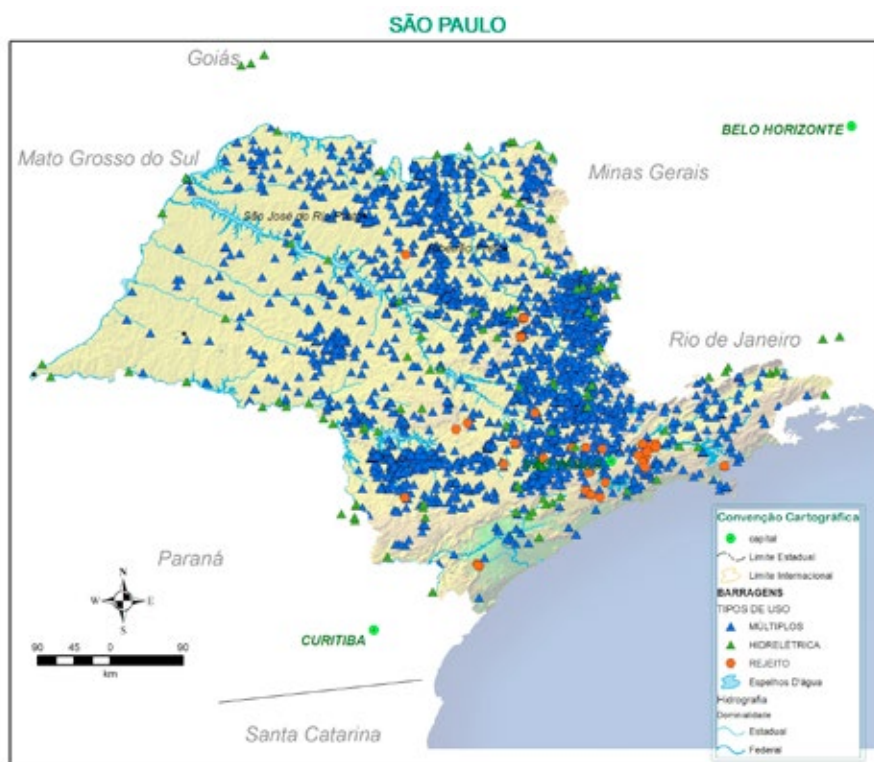 SÃO PAULO
Goiás
BELO HORIZONTE
Mato Grosso do Sul
Minas Gerais
São José do Rio Preto
Rio de Janeiro
Convenção Cartográfica
capital
Limite Estadual
Limite Internacional
BARRAGENS
TIPOS DE USO
MÚLTIPLOS
HIDRELÉTRICA
REJEITO
Espelhos D'água
Hidrografia
Dominialidade
Estadual
Federal
Paraná
N
W E
S
90 45 0 90
km
CURITIBA
Santa Catarina